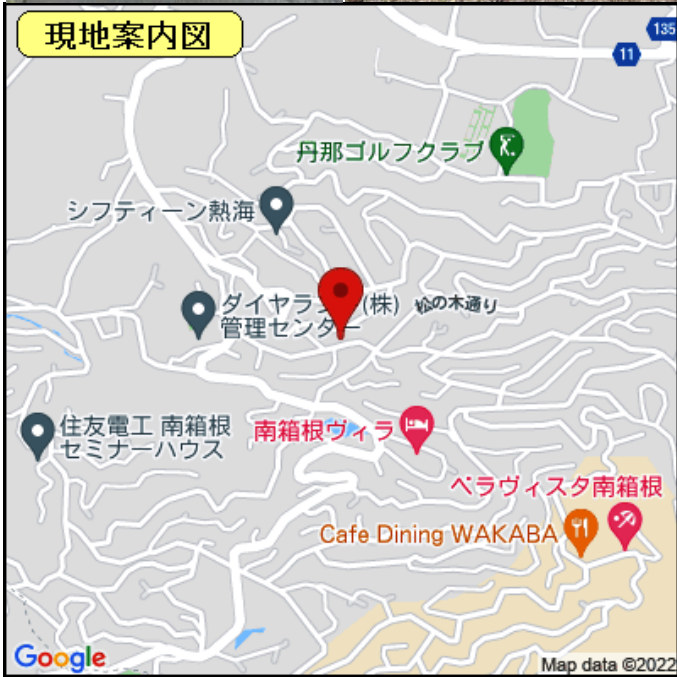 現地案内図
135
11
丹那ゴルフクラブ
シフティーン熱海
ダイヤラン
(株)
管理センター
松の木通り
住友電工 南箱根
セミナーハウス
南箱根ヴィラ
ベラヴィスタ南箱根
Cafe Dining WAKABA
Google
Map data ©2022